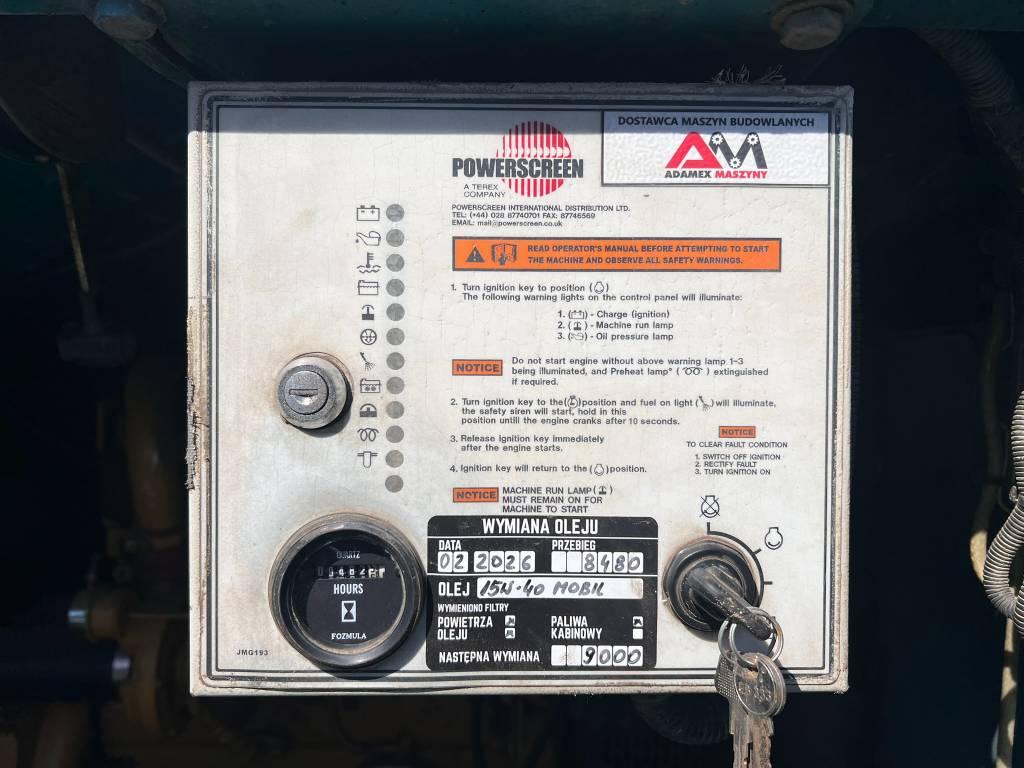 DOSTAWCA MASZYN BUDOWLANYCH
AM
ADAMEX MASZYNY
POWERSCREEN
A TEREX
COMPANY
POWERSCREEN INTERNATIONAL DISTRIBUTION LTD.
TEL: (+44) 028 87740701 FAX: 87746569
EMAIL: mail@powerscreen.co.uk
READ OPERATOR'S MANUAL BEFORE ATTEMPTING TO START
THE MACHINE AND OBSERVE ALL SAFETY WARNINGS.
1. Turn ignition key to position ( )
The following warning lights on the control panel will illuminate:
1. ( ) - Charge (ignition)
2. ( ) - Machine run lamp
3. ( ) - Oil pressure lamp
NOTICE
Do not start engine without above warning lamp 1-3
being illuminated, and Preheat lamp° ( ) extinguished
if required.
2. Turn ignition key to the ( ) position and fuel on light ( ) will illuminate,
the safety siren will start, hold in this
position until the engine cranks after 10 seconds.
3. Release ignition key immediately
after the engine starts.
4. Ignition key will return to the ( ) position.
NOTICE
MACHINE RUN LAMP ( )
MUST REMAIN ON FOR
MACHINE TO START
NOTICE
TO CLEAR FAULT CONDITION
1. SWITCH OFF IGNITION
2. RECTIFY FAULT
3. TURN IGNITION ON
QUARTZ
HOURS
FOZMULA
JMG193
WYMIANA OLEJU
DATA PRZEBIEG
02 2026 8480
OLEJ 15W-40 MOBIL
WYMIENIONO FILTRY
POWIETRZA PALIWA
OLEJU KABINOWY
NASTĘPNA WYMIANA 9000